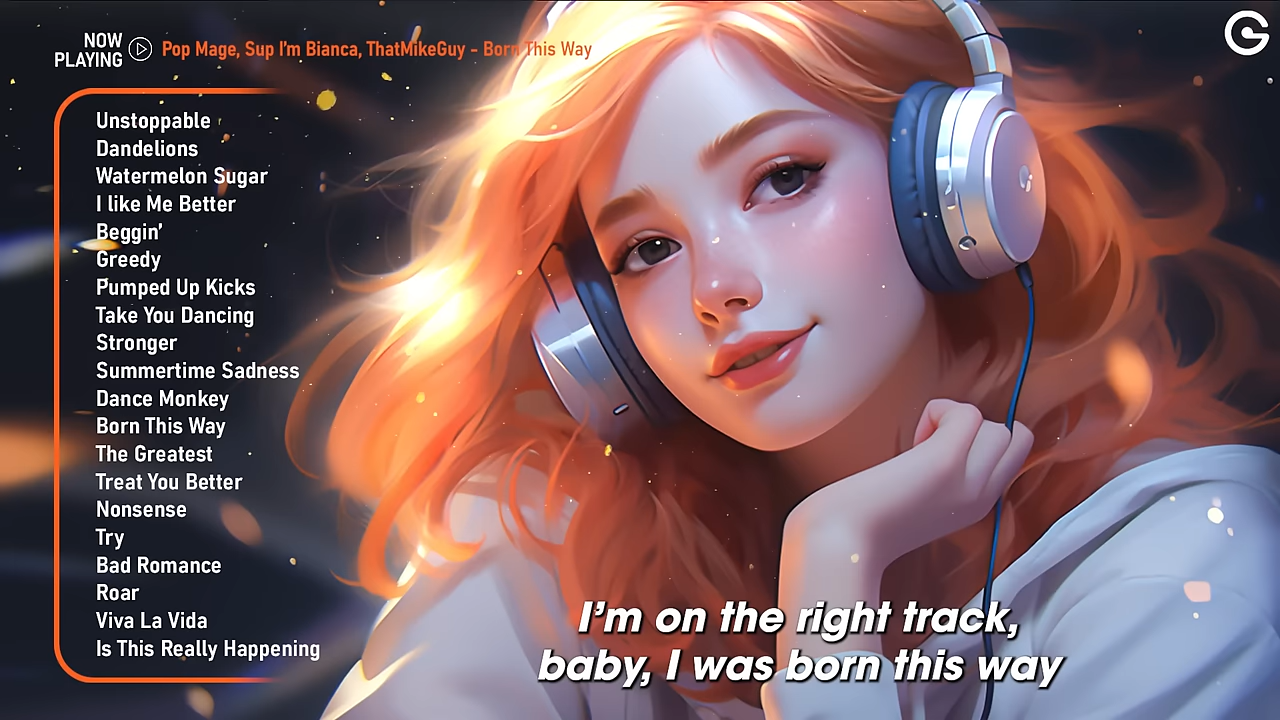 NOW
PLAYING
Pop Mage, Sup I'm Bianca, ThatMikeGuy - Born This Way
Unstoppable
Dandelions
Watermelon Sugar
I like Me Better
Beggin'
Greedy
Pumped Up Kicks
Take You Dancing
Stronger
Summertime Sadness
Dance Monkey
Born This Way
The Greatest
Treat You Better
Nonsense
Try
Bad Romance
Roar
Viva La Vida
Is This Really Happening
I'm on the right track,
baby, I was born this way
G